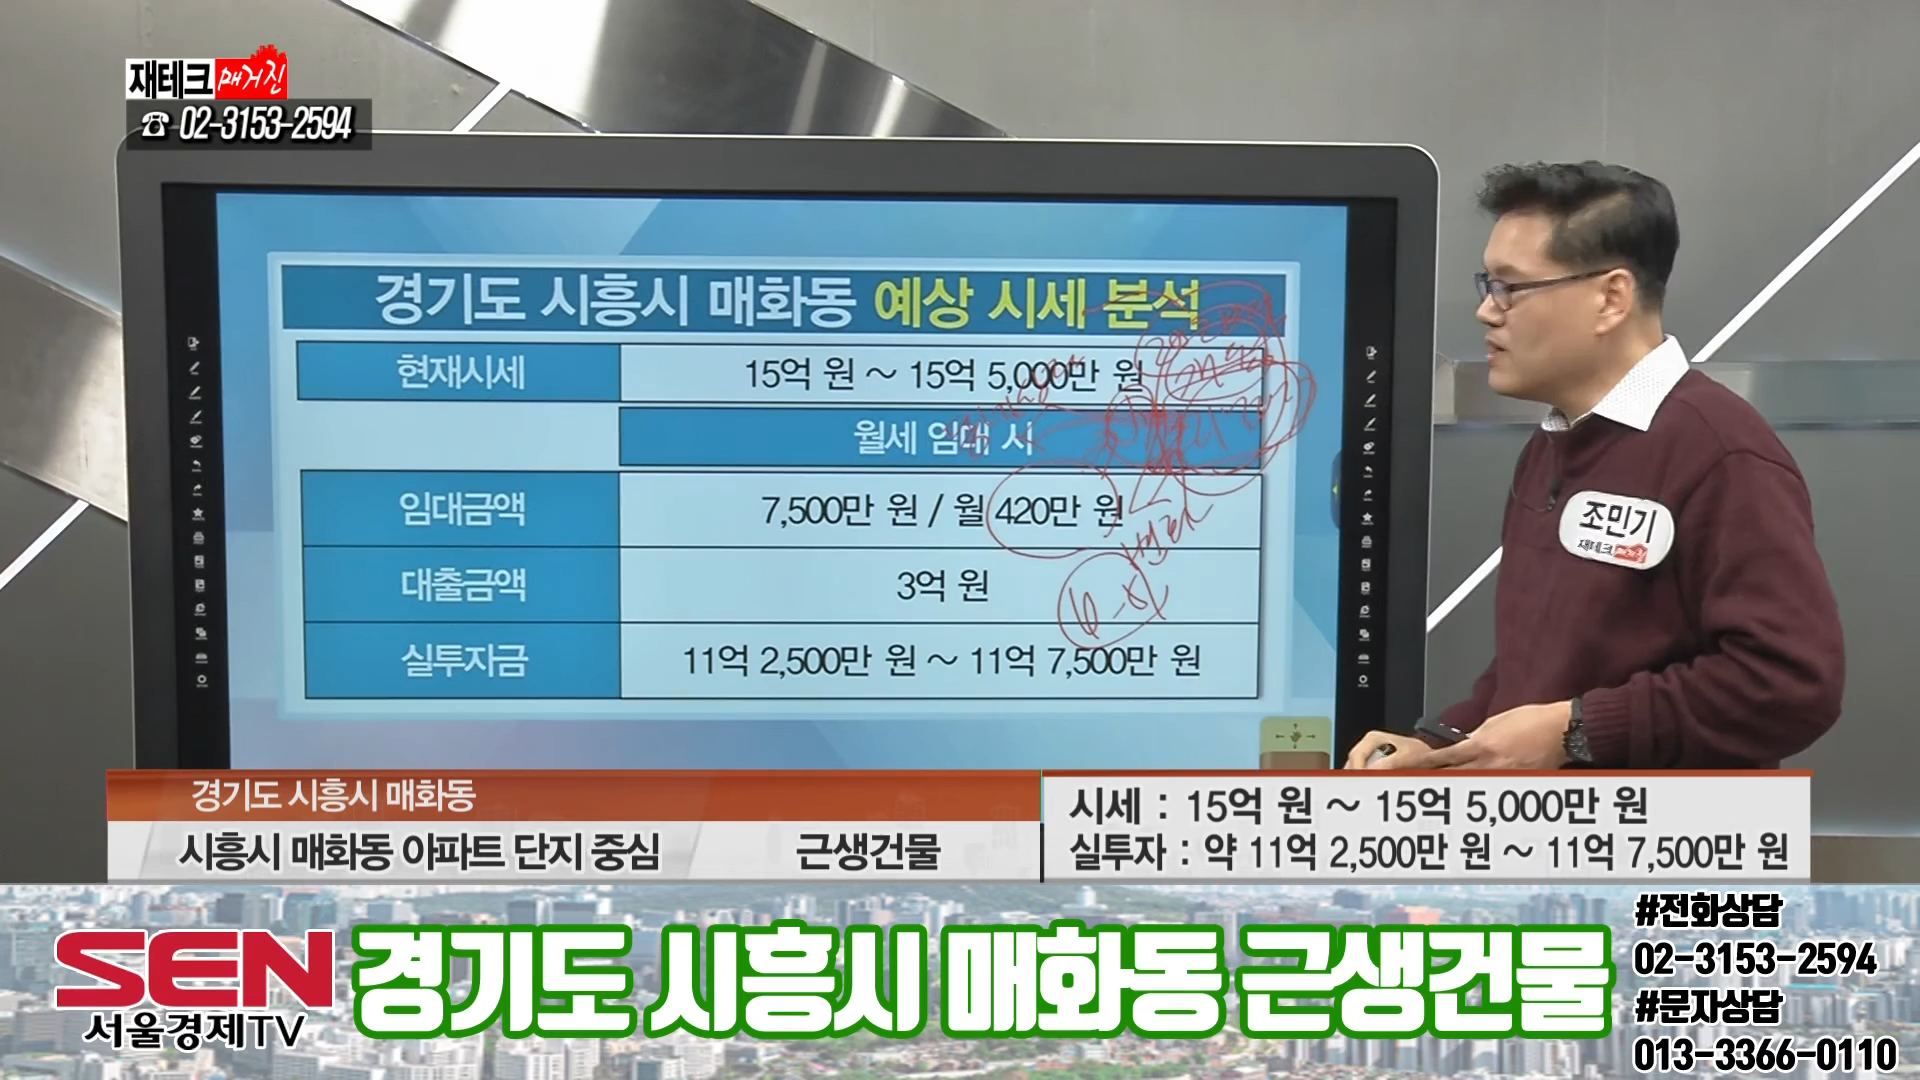 재테크 매거진
☎ 02-3153-2594
경기도 시흥시 매화동 예상 시세 분석
현재시세 15억 원 ~ 15억 5,000만 원
월세 임대 시
임대금액 7,500만 원 / 월 420만 원
대출금액 3억 원
실투자금 11억 2,500만 원 ~ 11억 7,500만 원
조민기
재테크 매거진
경기도 시흥시 매화동
시흥시 매화동 아파트 단지 중심 근생건물
시세 : 15억 원 ~ 15억 5,000만 원
실투자 : 약 11억 2,500만 원 ~ 11억 7,500만 원
SEN
서울경제TV
경기도 시흥시 매화동 근생건물
#전화상담
02-3153-2594
#문자상담
013-3366-0110